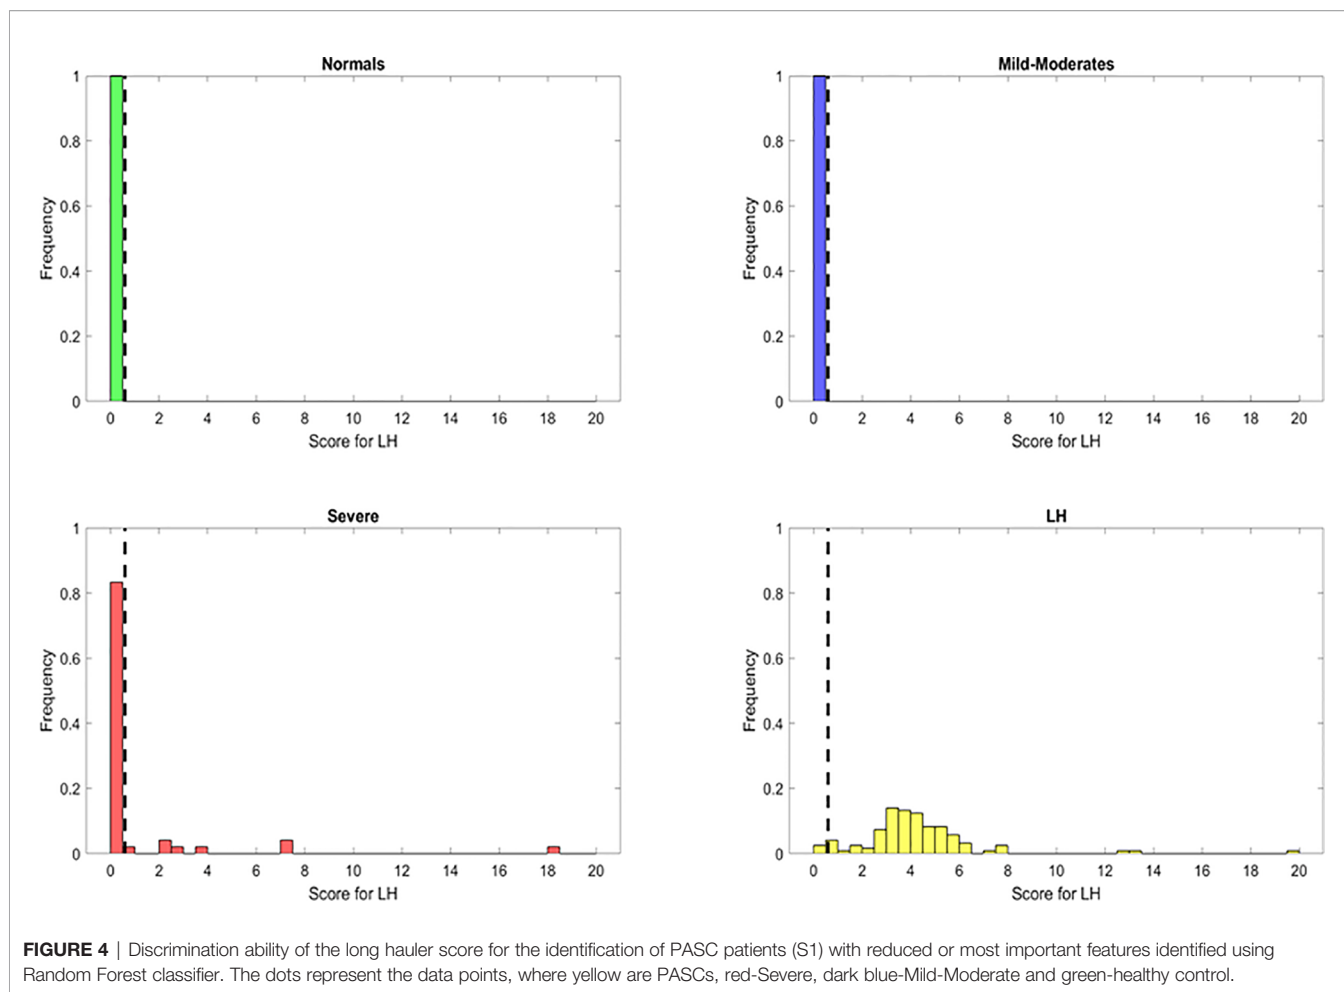 Normals
1
0.8
0.6
0.4
0.2
0
Frequency
0 2 4 6 8 10 12 14 16 18 20
Score for LH
Mild-Moderates
1
0.8
0.6
0.4
0.2
0
Frequency
0 2 4 6 8 10 12 14 16 18 20
Score for LH
Severe
1
0.8
0.6
0.4
0.2
0
Frequency
0 2 4 6 8 10 12 14 16 18 20
Score for LH
LH
1
0.8
0.6
0.4
0.2
0
Frequency
0 2 4 6 8 10 12 14 16 18 20
Score for LH
FIGURE 4 | Discrimination ability of the long hauler score for the identification of PASC patients (S1) with reduced or most important features identified using
Random Forest classifier. The dots represent the data points, where yellow are PASCs, red-Severe, dark blue-Mild-Moderate and green-healthy control.